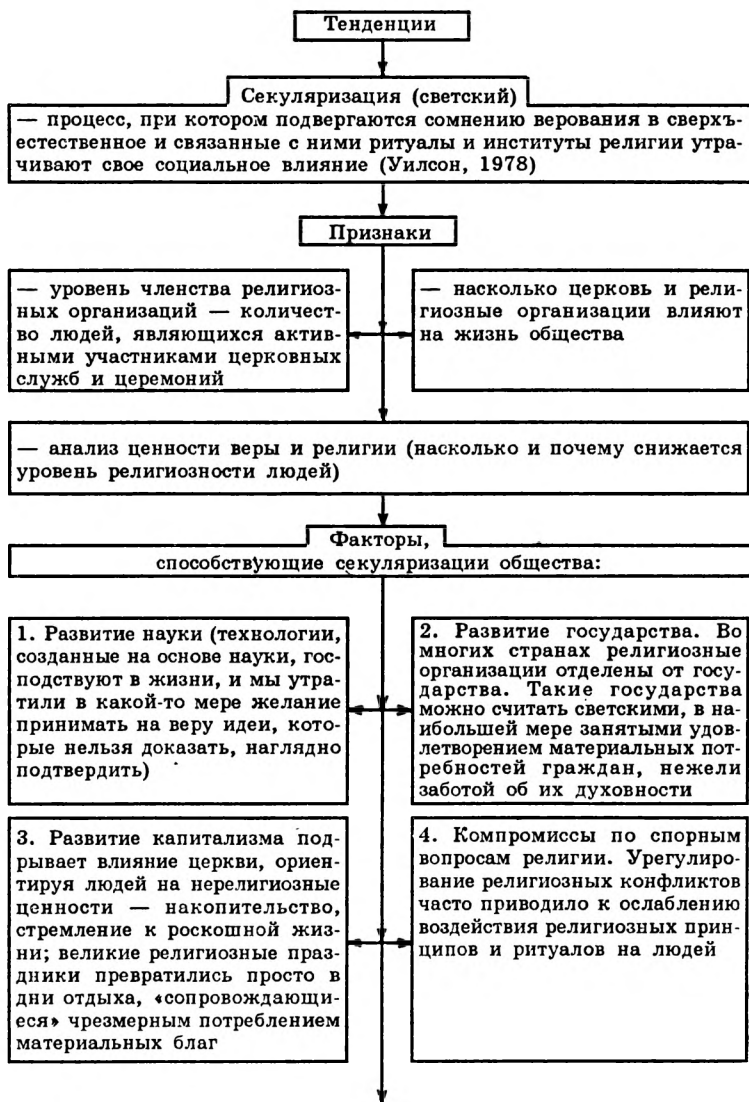 Тенденции
Секуляризация (светский)
— процесс, при котором подвергаются сомнению верования в сверхъ-
естественное и связанные с ними ритуалы и институты религии утра-
чивают свое социальное влияние (Уилсон, 1978)
Признаки
— уровень членства религиоз-
ных организаций — количест-
во людей, являющихся актив-
ными участниками церковных
служб и церемоний
— насколько церковь и рели-
гиозные организации влияют
на жизнь общества
— анализ ценности веры и религии (насколько и почему снижается
уровень религиозности людей)
Факторы,
способствующие секуляризации общества:
1. Развитие науки (технологии,
созданные на основе науки, гос-
подствуют в жизни, и мы утра-
тили в какой-то мере желание
принимать на веру идеи, кото-
рые нельзя доказать, наглядно
подтвердить)
2. Развитие государства. Во
многих странах религиозные
организации отделены от госу-
дарства. Такие государства
можно считать светскими, в на-
ибольшей мере занятыми удов-
летворением материальных пот-
ребностей граждан, нежели
заботой об их духовности
3. Развитие капитализма под-
рывает влияние церкви, ориен-
тируя людей на нерелигиозные
ценности — накопительство,
стремление к роскошной жиз-
ни; великие религиозные праз-
дники превратились просто в
дни отдыха, «сопровождающи-
еся» чрезмерным потреблением
материальных благ
4. Компромиссы по спорным
вопросам религии. Урегулиро-
вание религиозных конфликтов
часто приводило к ослаблению
воздействия религиозных прин-
ципов и ритуалов на людей